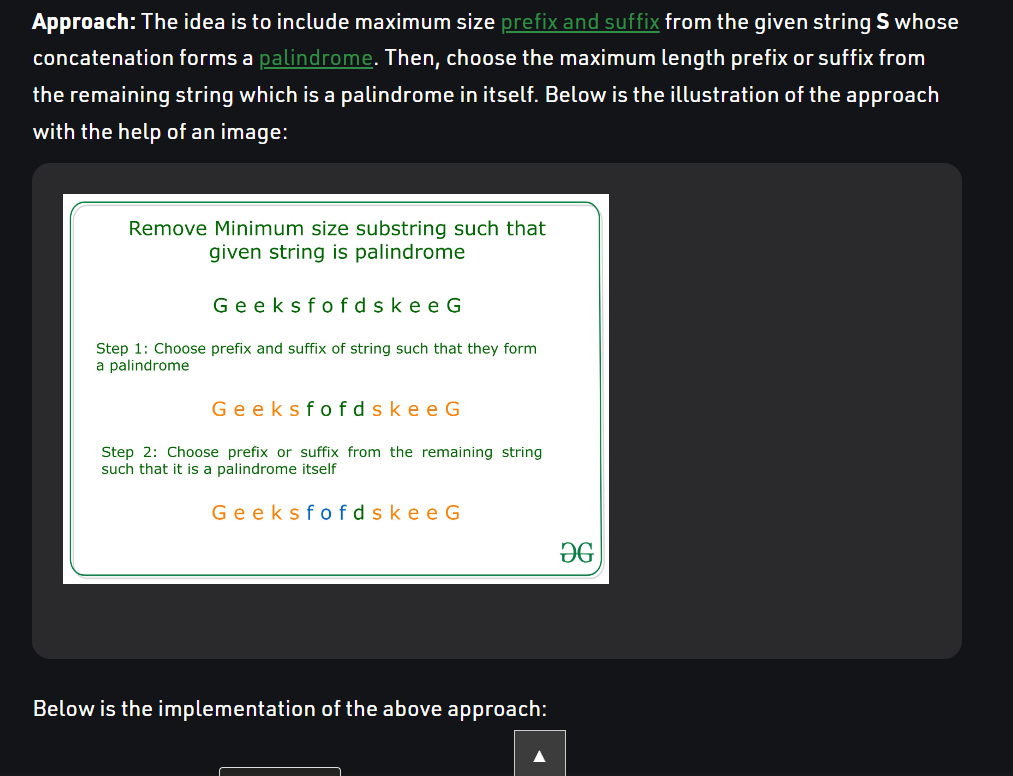 Approach: The idea is to include maximum size prefix and suffix from the given string S whose
concatenation forms a palindrome. Then, choose the maximum length prefix or suffix from
the remaining string which is a palindrome in itself. Below is the illustration of the approach
with the help of an image:
Remove Minimum size substring such that
given string is palindrome
G e e k s f o f d s k e e G
Step 1: Choose prefix and suffix of string such that they form
a palindrome
G e e k s f o f d s k e e G
Step 2: Choose prefix or suffix from the remaining string
such that it is a palindrome itself
G e e k s f o f d s k e e G
Below is the implementation of the above approach: